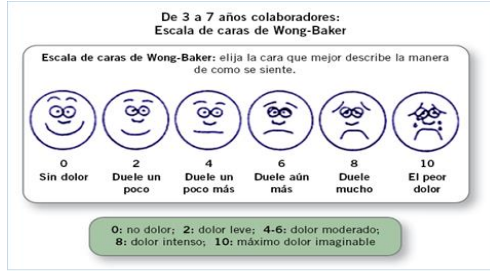 De 3 a 7 años colaboradores:
Escala de caras de Wong-Baker
Escala de caras de Wong-Baker: elija la cara que mejor describe la manera
de como se siente.
0 2 4 6 8 10
Sin dolor Duele un Duele un Duele aún Duele El peor
poco poco más más mucho dolor
0: no dolor; 2: dolor leve; 4-6: dolor moderado;
8: dolor intenso; 10: máximo dolor imaginable